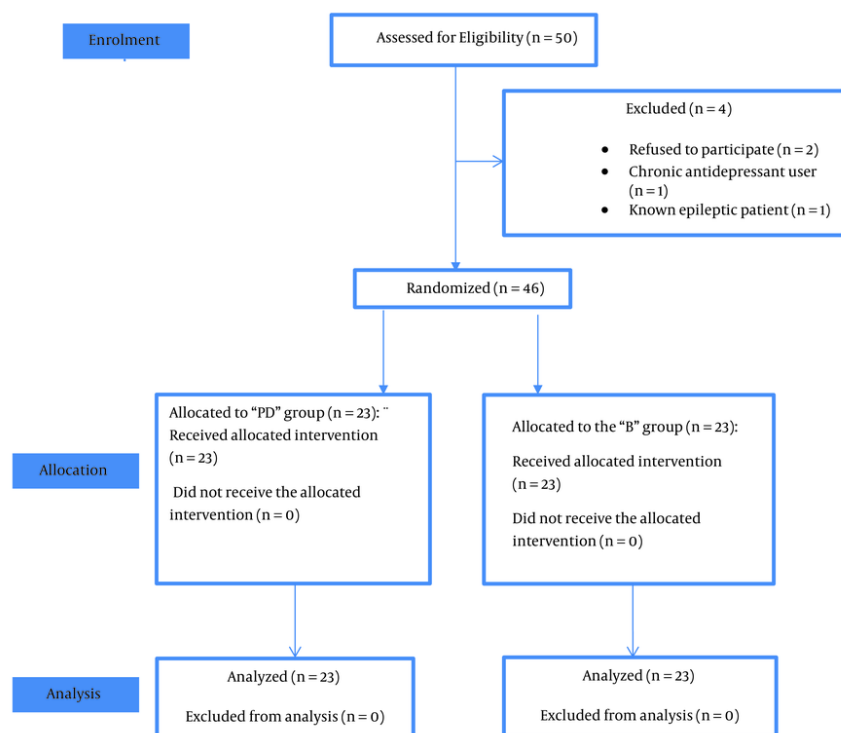 Enrolment
Assessed for Eligibility (n = 50)
Excluded (n = 4)
• Refused to participate (n = 2)
• Chronic antidepressant user
(n = 1)
• Known epileptic patient (n = 1)
Randomized (n = 46)
Allocation
Allocated to “PD” group (n = 23): ¨
Received allocated intervention
(n = 23)
Did not receive the allocated
intervention (n = 0)
Allocated to the “B” group (n = 23):
Received allocated intervention
(n = 23)
Did not receive the allocated
intervention (n = 0)
Analysis
Analyzed (n = 23)
Excluded from analysis (n = 0)
Analyzed (n = 23)
Excluded from analysis (n = 0)